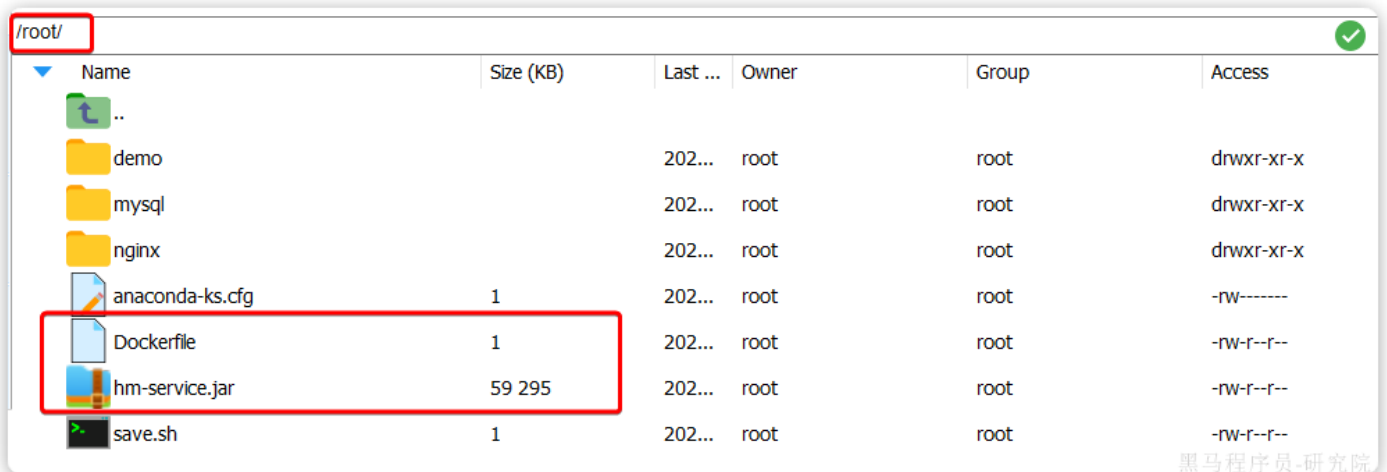 /root/
Name Size (KB) Last ... Owner Group Access
..
demo 202... root root drwxr-xr-x
mysql 202... root root drwxr-xr-x
nginx 202... root root drwxr-xr-x
anaconda-ks.cfg 1 202... root root -rw-------
Dockerfile 1 202... root root -rw-r--r--
hm-service.jar 59 295 202... root root -rw-r--r--
save.sh 1 202... root root -rw-r--r--
黑马程序员-研究院